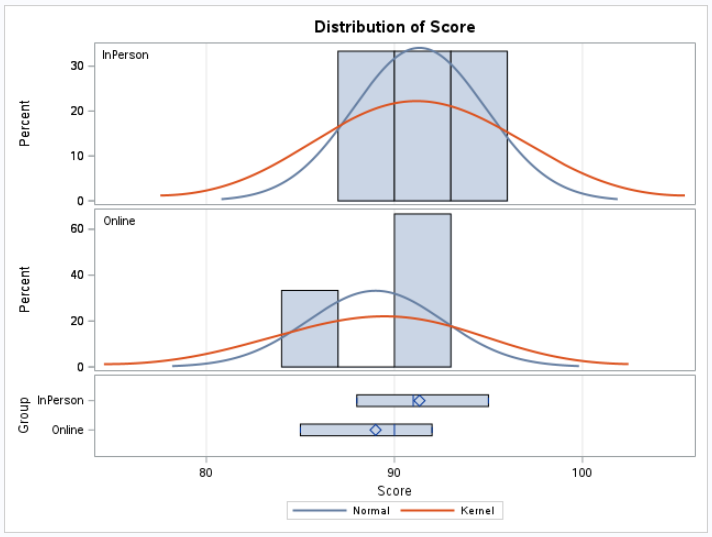 Distribution of Score
InPerson
Percent
30
20
10
0
Online
Percent
60
40
20
0
Group
InPerson
Online
80 90 100
Score
Normal Kernel